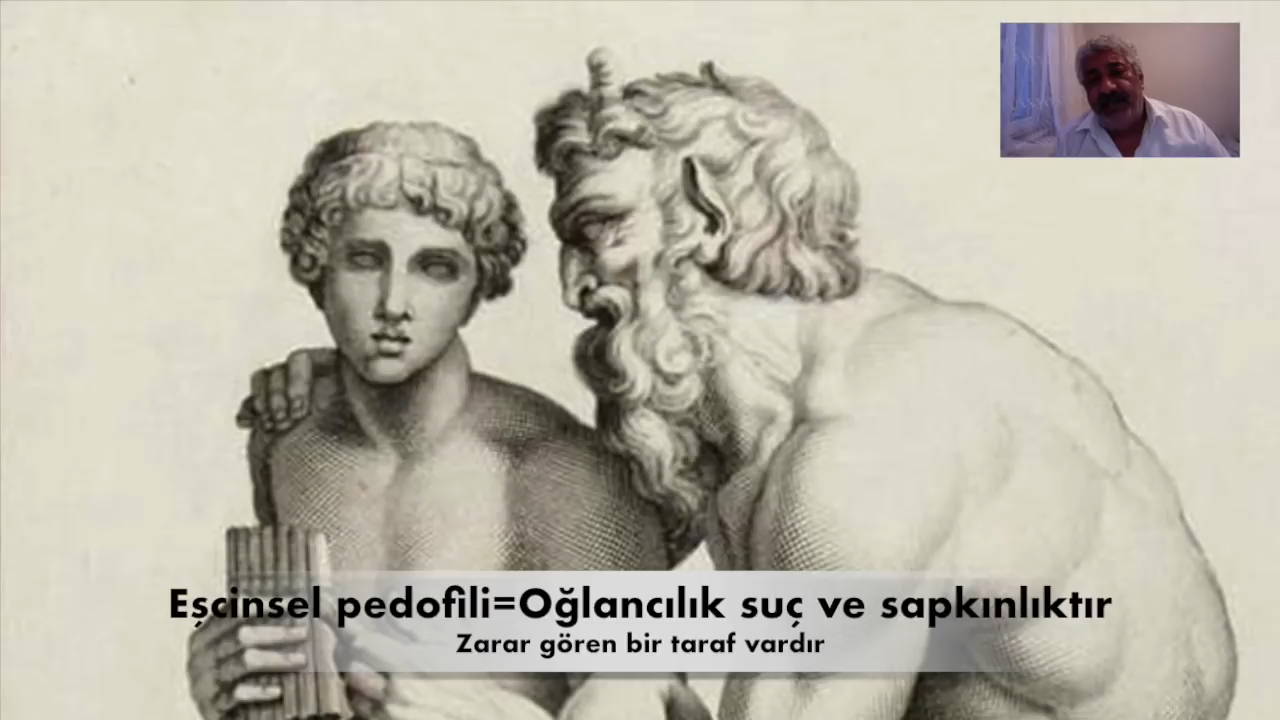 Eşcinsel pedofili=Oğlancılık suç ve sapkınlıktır
Zarar gören bir taraf vardır